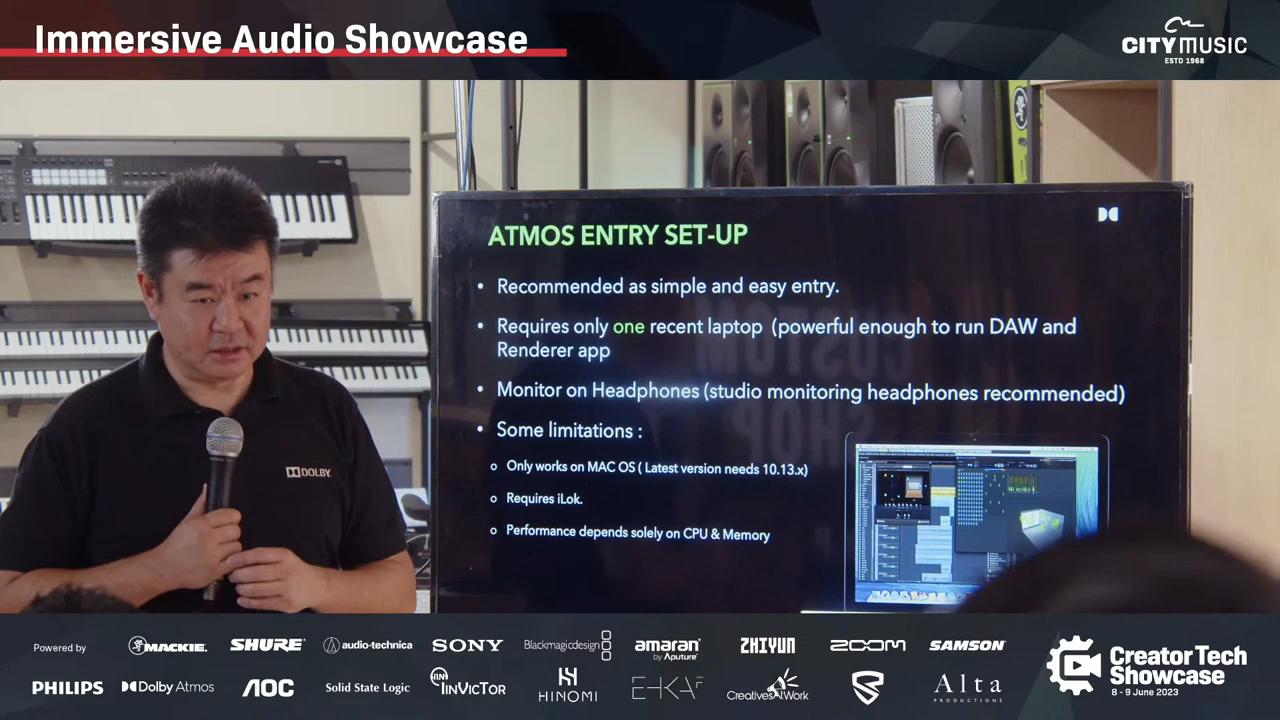 Immersive Audio Showcase
CITY MUSIC
ESTD 1968
ATMOS ENTRY SET-UP
• Recommended as simple and easy entry.
• Requires only one recent laptop (powerful enough to run DAW and
Renderer app
• Monitor on Headphones (studio monitoring headphones recommended)
• Some limitations :
o Only works on MAC OS ( Latest version needs 10.13.x)
o Requires iLok.
o Performance depends solely on CPU & Memory
CUSTOM
SHOP
DOLBY.
Powered by
MACKIE.
SHURE
audio-technica
SONY
Blackmagicdesign
amaran
by Aputure
ZHIYUN
ZOOM
SAMSON
PHILIPS
Dolby Atmos
AOC
Solid State Logic
INVICTOR
HINOMI
CreativesAtWork
Alta
PRODUCTIONS
Creator Tech
Showcase
8 - 9 June 2023